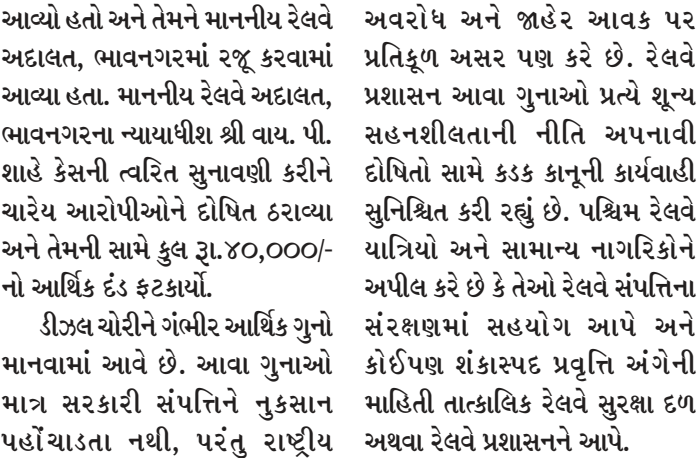 આવ્યો હતો અને તેમને માનનીય રેલવે
અદાલત, ભાવનગરમાં રજૂ કરવામાં
આવ્યા હતા. માનનીય રેલવે અદાલત,
ભાવનગરના ન્યાયાધીશ શ્રી વાય. પી.
શાહે કેસની ત્વરિત સુનાવણી કરીને
ચારેય આરોપીઓને દોષિત ઠરાવ્યા
અને તેમની સામે કુલ રૂા.૪૦,૦૦૦/-
નો આર્થિક દંડ ફટકાર્યો.
ડીઝલ ચોરીને ગંભીર આર્થિક ગુનો
માનવામાં આવે છે. આવા ગુનાઓ
માત્ર સરકારી સંપત્તિને નુકસાન
પહોંચાડતા નથી, પરંતુ રાષ્ટ્રીય
અવરોધ અને જાહેર આવક પર
પ્રતિકૂળ અસર પણ કરે છે. રેલવે
પ્રશાસન આવા ગુનાઓ પ્રત્યે શૂન્ય
સહનશીલતાની નીતિ અપનાવી
દોષિતો સામે કડક કાનૂની કાર્યવાહી
સુનિશ્ચિત કરી રહ્યું છે. પશ્ચિમ રેલવે
યાત્રિયો અને સામાન્ય નાગરિકોને
અપીલ કરે છે કે તેઓ રેલવે સંપત્તિના
સંરક્ષણમાં સહયોગ આપે અને
કોઈપણ શંકાસ્પદ પ્રવૃત્તિ અંગેની
માહિતી તાત્કાલિક રેલવે સુરક્ષા દળ
અથવા રેલવે પ્રશાસનને આપે.